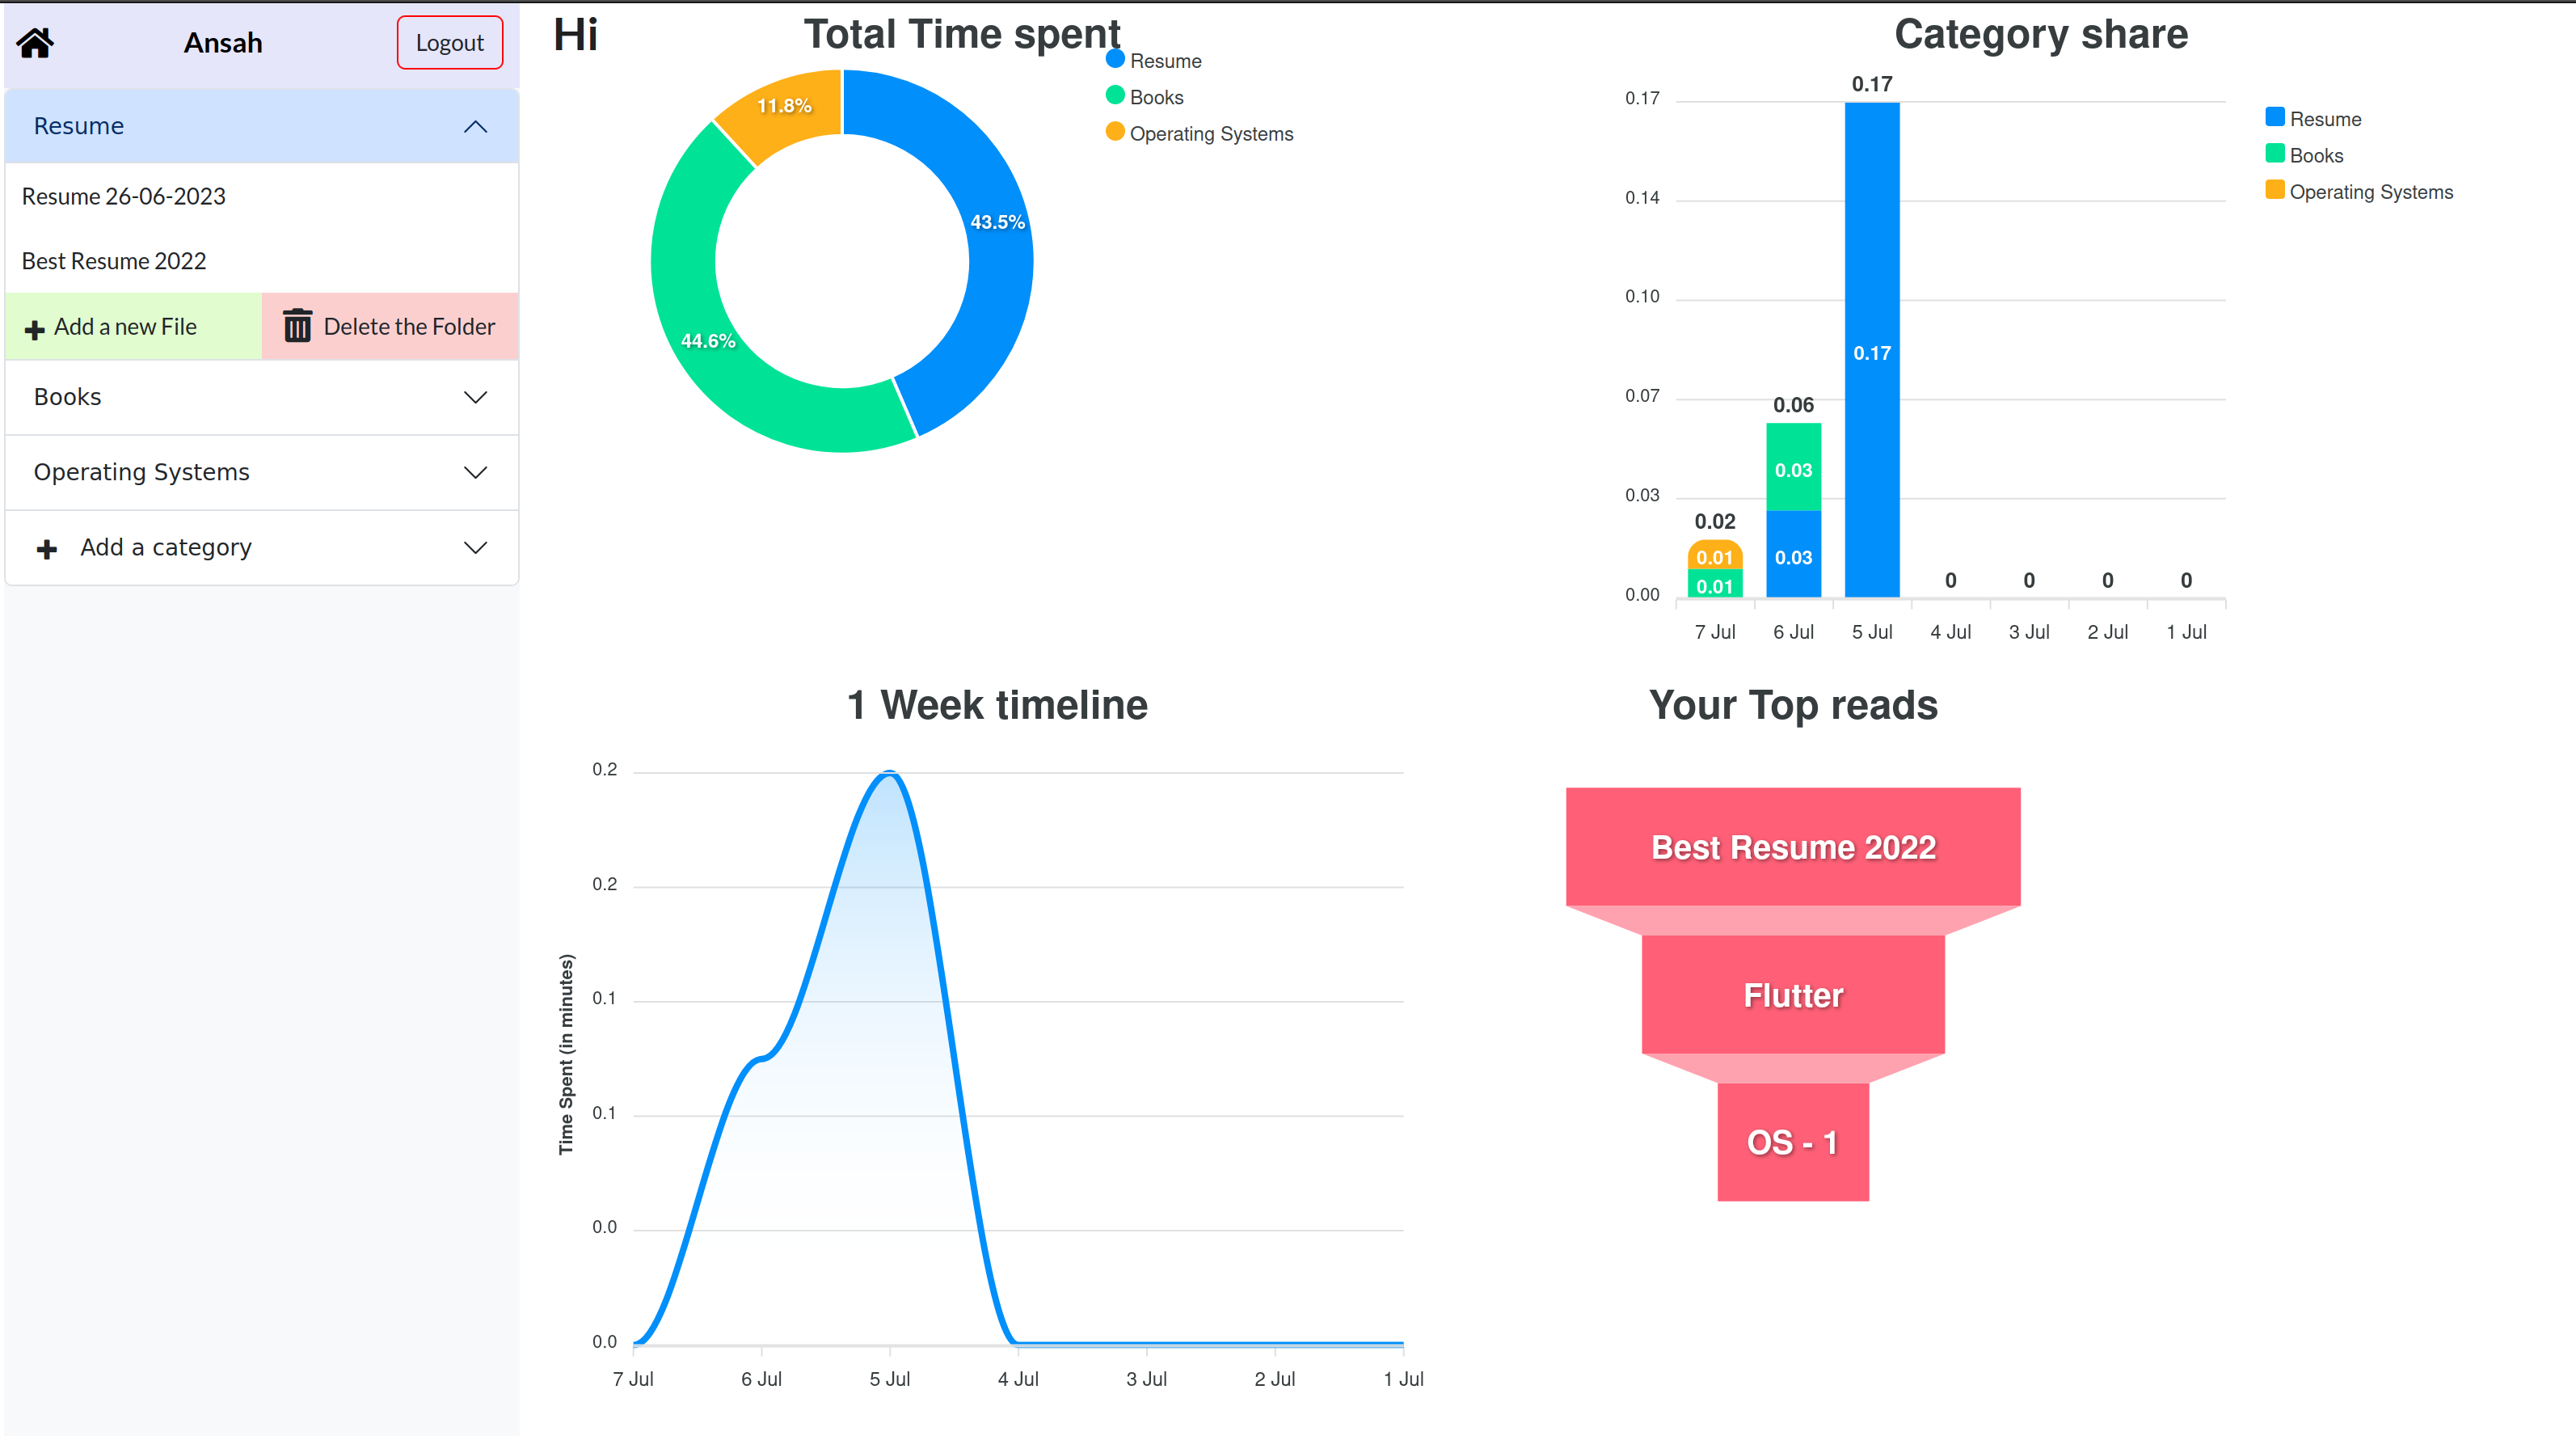 Ansah
Logout
Resume
Resume 26-06-2023
Best Resume 2022
Add a new File
Delete the Folder
Books
Operating Systems
Add a category
Hi
Total Time spent
Resume
Books
Operating Systems
11.8%
43.5%
44.6%
Category share
0.17
0.17
0.14
0.10
0.07
0.03
0.00
0.17
0.06
0.03
0.03
0.02
0.01
0.01
0
0
0
0
7 Jul
6 Jul
5 Jul
4 Jul
3 Jul
2 Jul
1 Jul
Resume
Books
Operating Systems
1 Week timeline
Time Spent (in minutes)
0.2
0.2
0.1
0.1
0.0
0.0
7 Jul
6 Jul
5 Jul
4 Jul
3 Jul
2 Jul
1 Jul
Your Top reads
Best Resume 2022
Flutter
OS - 1